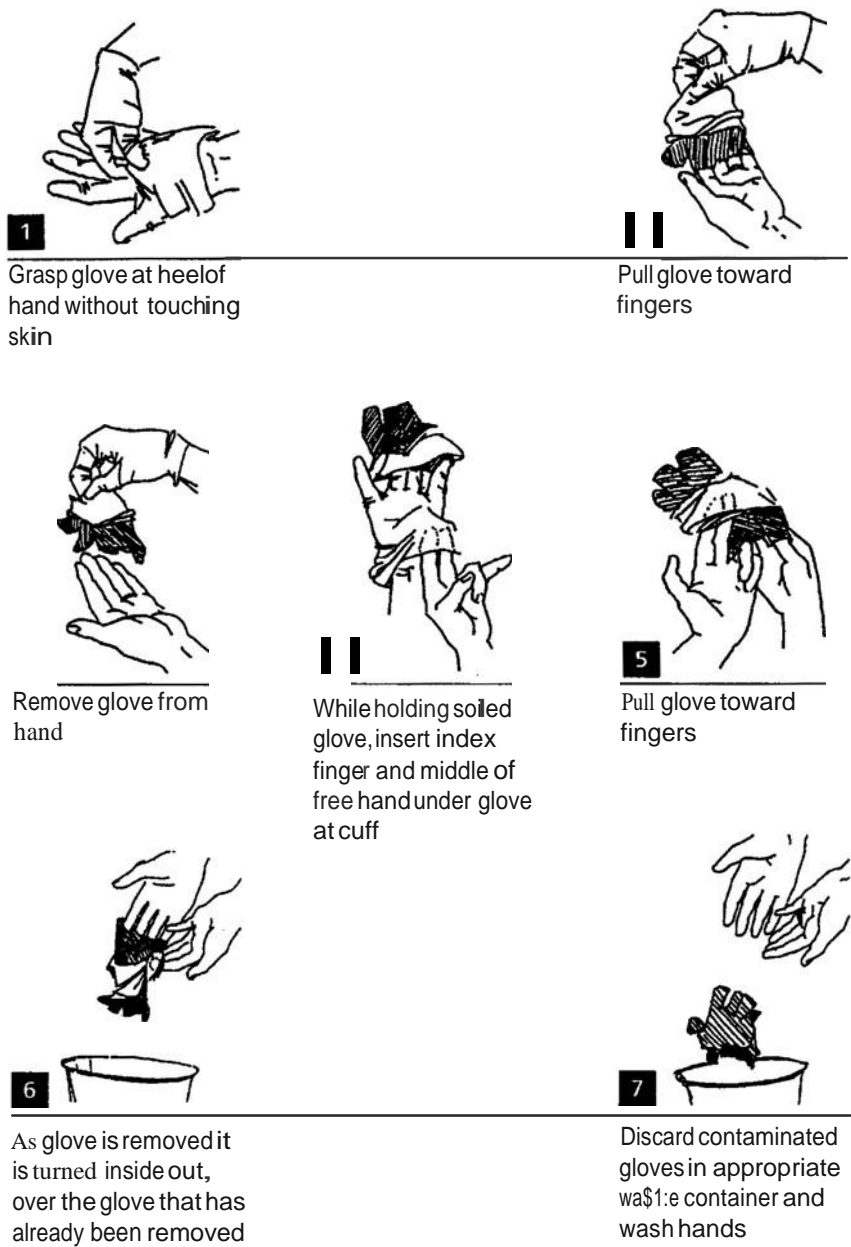 1
Grasp glove at heelof
hand without touching
skin
Pull glove toward
fingers
Remove glove from
hand
While holding soiled
glove, insert index
finger and middle of
free hand under glove
at cuff
5
Pull glove toward
fingers
6
As glove is removed it
is turned inside out,
over the glove that has
already been removed
7
Discard contaminated
gloves in appropriate
wa$1:e container and
wash hands